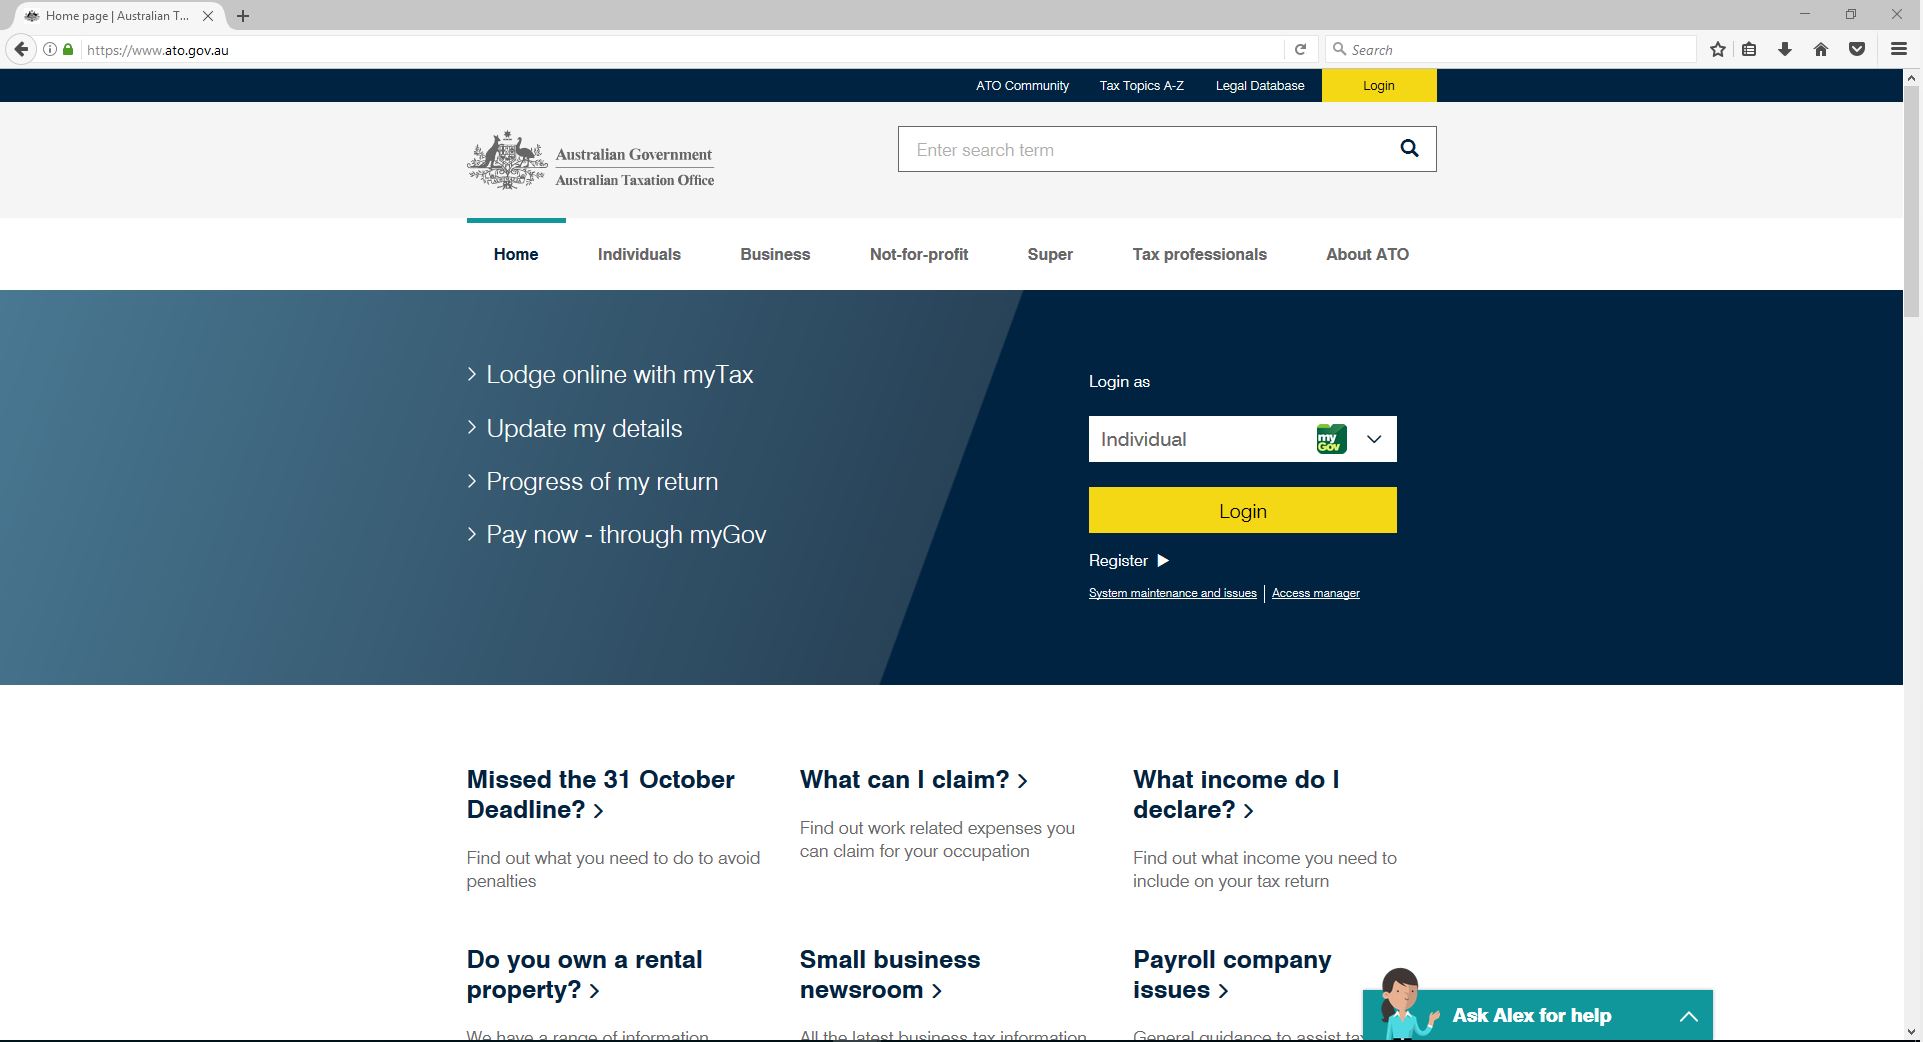 Home page | Australian T...
https://www.ato.gov.au
Search
ATO Community
Tax Topics A-Z
Legal Database
Login
Australian Government
Australian Taxation Office
Enter search term
Home
Individuals
Business
Not-for-profit
Super
Tax professionals
About ATO
Lodge online with myTax
Update my details
Progress of my return
Pay now - through myGov
Login as
Individual
my
Gov
Login
Register
System maintenance and issues
Access manager
Missed the 31 October
Deadline?
Find out what you need to do to avoid
penalties
What can I claim?
Find out work related expenses you
can claim for your occupation
What income do I
declare?
Find out what income you need to
include on your tax return
Do you own a rental
property?
We have a range of information
Small business
newsroom
All the latest business tax information
Payroll company
issues
General guidance to assist
Ask Alex for help